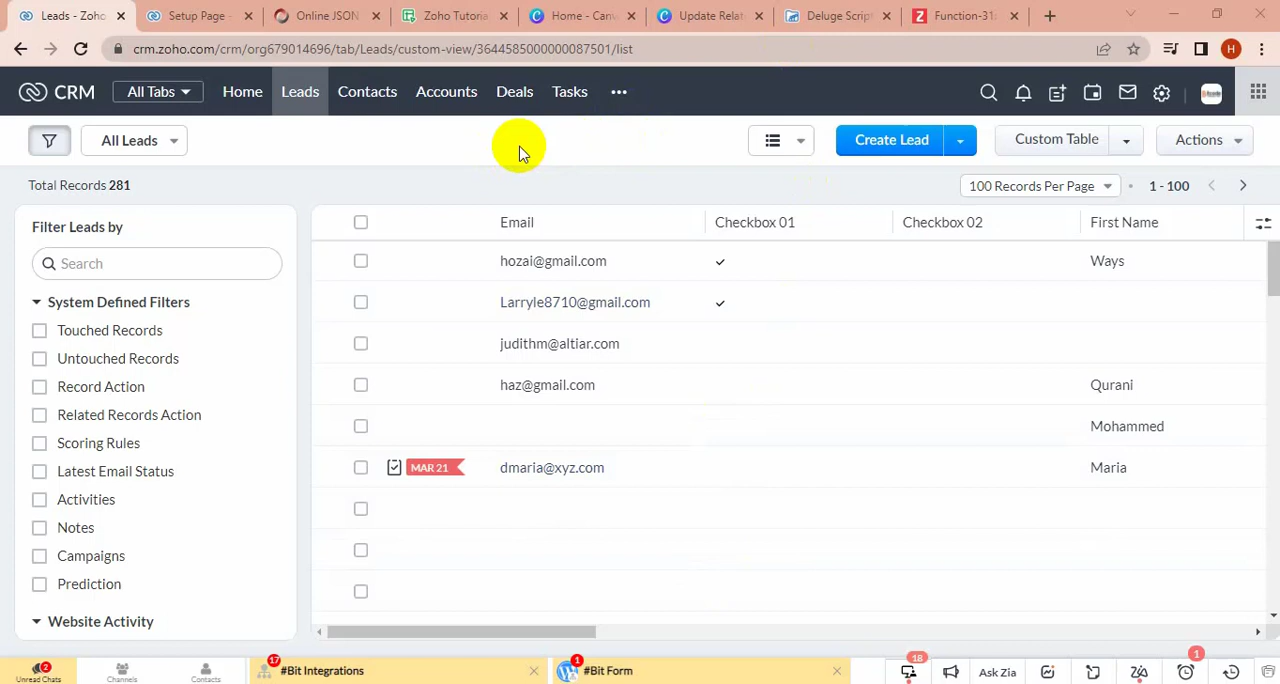 Leads - Zoho
Setup Page -
Online JSON
Zoho Tutoria
Home - Canv
Update Relat
Deluge Scrip
Function-31:
crm.zoho.com/crm/org679014696/tab/Leads/custom-view/3644585000000087501/list
H
CRM
All Tabs
Home
Leads
Contacts
Accounts
Deals
Tasks
All Leads
Create Lead
Custom Table
Actions
Total Records 281
100 Records Per Page
1 - 100
Filter Leads by
Search
System Defined Filters
Touched Records
Untouched Records
Record Action
Related Records Action
Scoring Rules
Latest Email Status
Activities
Notes
Campaigns
Prediction
Website Activity
Email
Checkbox 01
Checkbox 02
First Name
hozai@gmail.com
Ways
Larryle8710@gmail.com
judithm@altiar.com
haz@gmail.com
Qurani
Mohammed
MAR 21
dmaria@xyz.com
Maria
2
Unread Chats
Channels
Contacts
17
#Bit Integrations
1
#Bit Form
18
Ask Zia
1